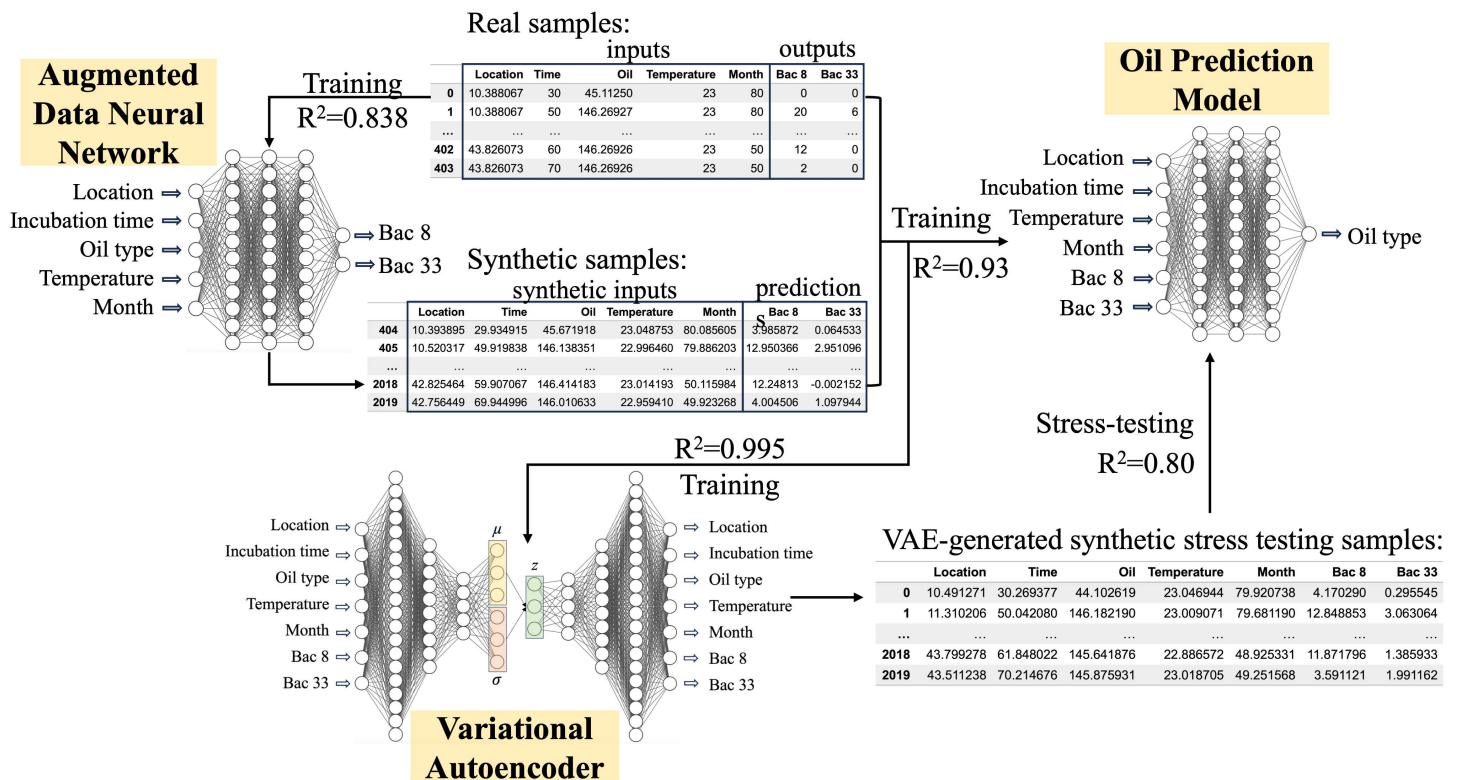 Real samples:
inputs outputs
Location Time Oil Temperature Month Bac 8 Bac 33
0 10.388067 30 45.11250 23 80 0 0
1 10.388067 50 146.26927 23 80 20 6
... ... ... ... ... ... ... ...
402 43.826073 60 146.26926 23 50 12 0
403 43.826073 70 146.26926 23 50 2 0
Augmented
Data Neural
Network
Training
R²=0.838
Location
Incubation time
Oil type
Temperature
Month
Bac 8
Bac 33
Synthetic samples:
synthetic inputs prediction
s
Location Time Oil Temperature Month Bac 8 Bac 33
404 10.393895 29.934915 45.671918 23.048753 80.085605 3.985872 0.064533
405 10.520317 49.919838 146.138351 22.996460 79.886203 12.950366 2.951096
... ... ... ... ... ... ... ...
2018 42.825464 59.907067 146.414183 23.014193 50.115984 12.24813 -0.002152
2019 42.756449 69.944996 146.010633 22.959410 49.923268 4.004506 1.097944
Training
R²=0.93
Oil Prediction
Model
Location
Incubation time
Temperature
Month
Bac 8
Bac 33
Oil type
Stress-testing
R²=0.80
R²=0.995
Training
Location
Incubation time
Oil type
Temperature
Month
Bac 8
Bac 33
μ
σ
z
Location
Incubation time
Oil type
Temperature
Month
Bac 8
Bac 33
Variational
Autoencoder
VAE-generated synthetic stress testing samples:
Location Time Oil Temperature Month Bac 8 Bac 33
0 10.491271 30.269377 44.102619 23.046944 79.920738 4.170290 0.295545
1 11.310206 50.042080 146.182190 23.009071 79.681190 12.848853 3.063064
... ... ... ... ... ... ... ...
2018 43.799278 61.848022 145.641876 22.886572 48.925331 11.871796 1.385933
2019 43.511238 70.214676 145.875931 23.018705 49.251568 3.591121 1.991162